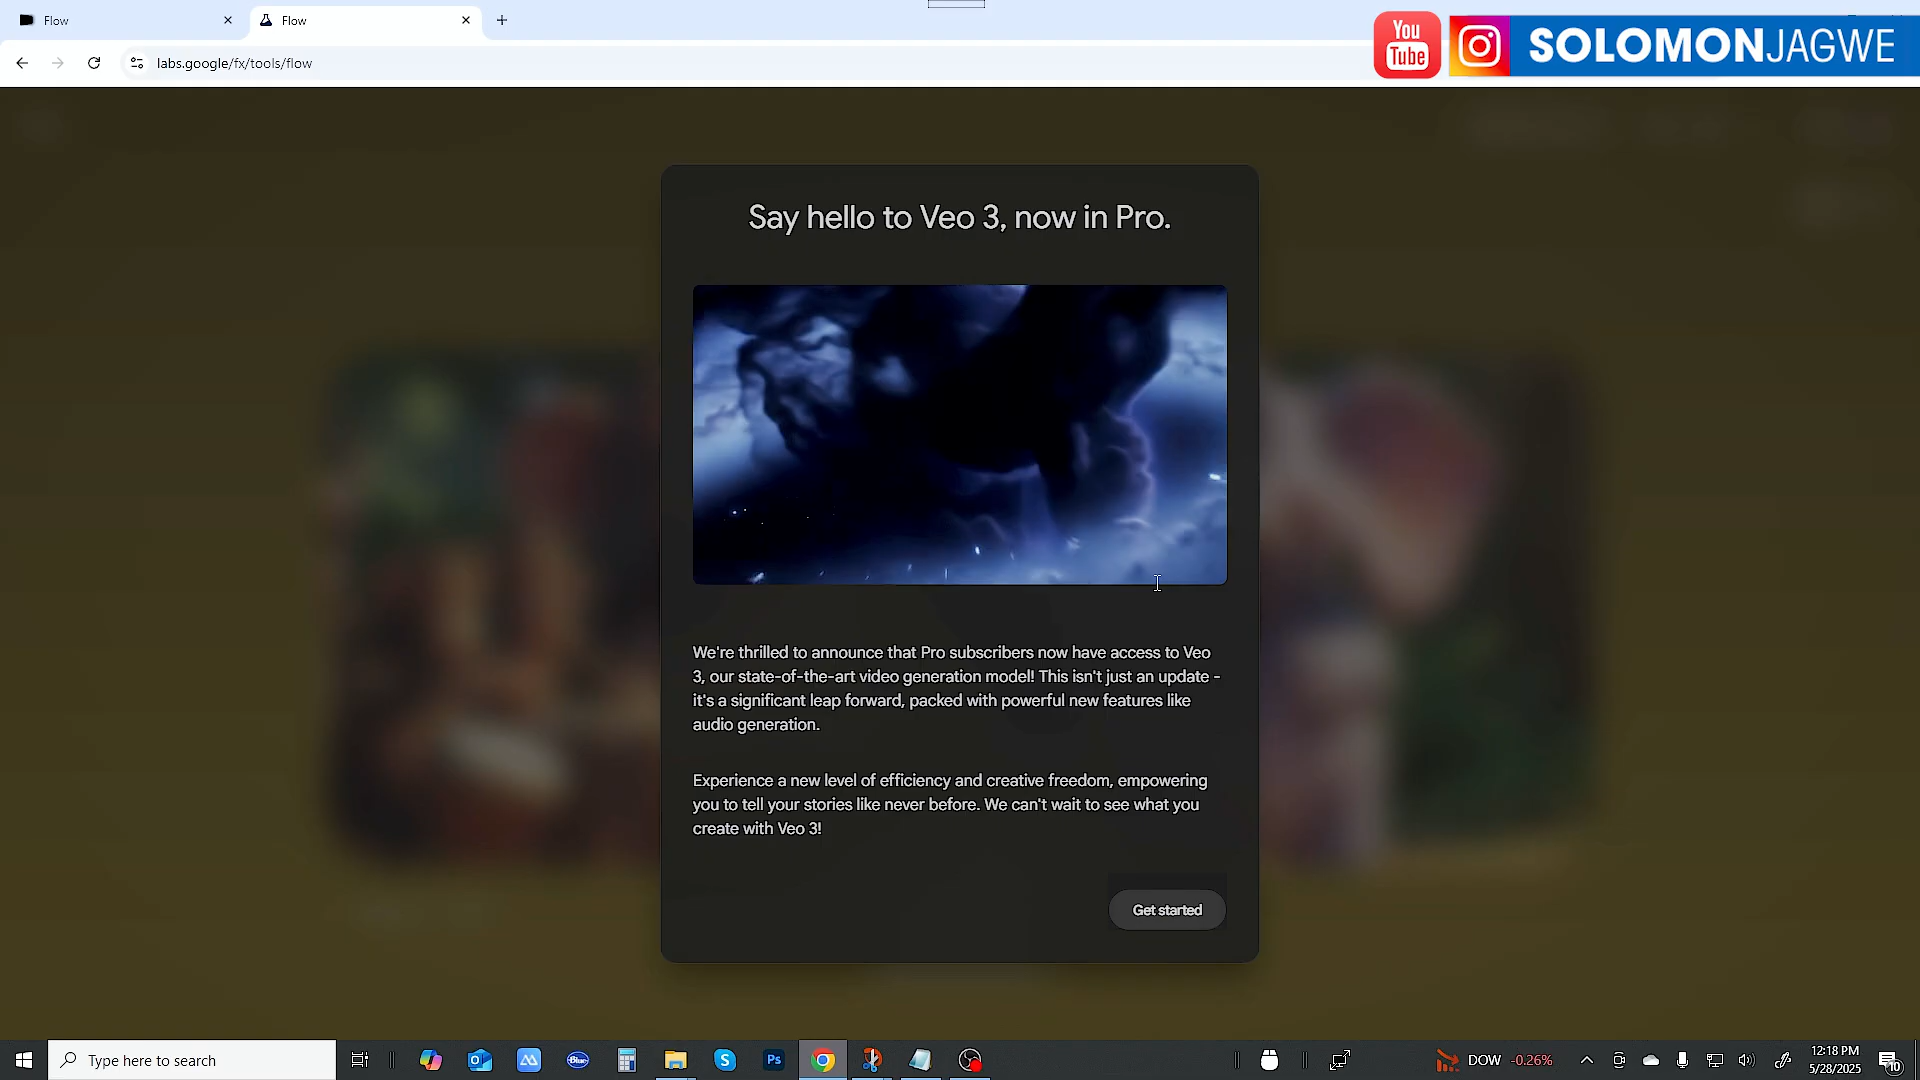 Flow
Flow
labs.google/fx/tools/flow
You
Tube
SOLOMONJAGWE
Say hello to Veo 3, now in Pro.
We're thrilled to announce that Pro subscribers now have access to Veo
3, our state-of-the-art video generation model! This isn't just an update -
it's a significant leap forward, packed with powerful new features like
audio generation.
Experience a new level of efficiency and creative freedom, empowering
you to tell your stories like never before. We can't wait to see what you
create with Veo 3!
Get started
Type here to search
Blue
Ps
DOW -0.26%
12:18 PM
5/28/2025
10